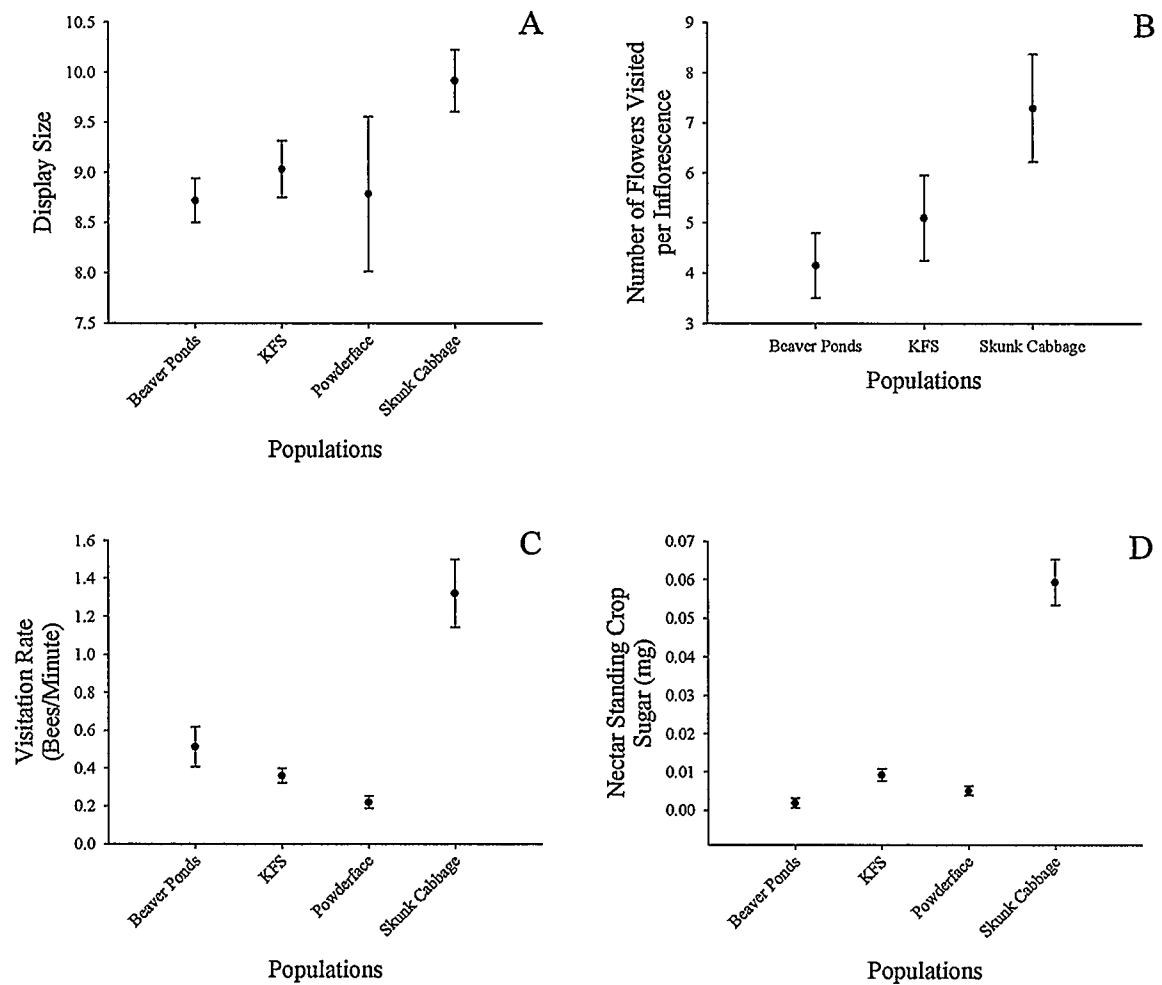 A
Display Size
10.5
10.0
9.5
9.0
8.5
8.0
7.5
Beaver Ponds
KFS
Powderface
Skunk Cabbage
Populations
B
Number of Flowers Visited
per Inflorescence
9
8
7
6
5
4
3
Beaver Ponds
KFS
Skunk Cabbage
Populations
C
Visitation Rate
(Bees/Minute)
1.6
1.4
1.2
1.0
0.8
0.6
0.4
0.2
0.0
Beaver Ponds
KFS
Powderface
Skunk Cabbage
Populations
D
Nectar Standing Crop
Sugar (mg)
0.07
0.06
0.05
0.04
0.03
0.02
0.01
0.00
Beaver Ponds
KFS
Powderface
Skunk Cabbage
Populations